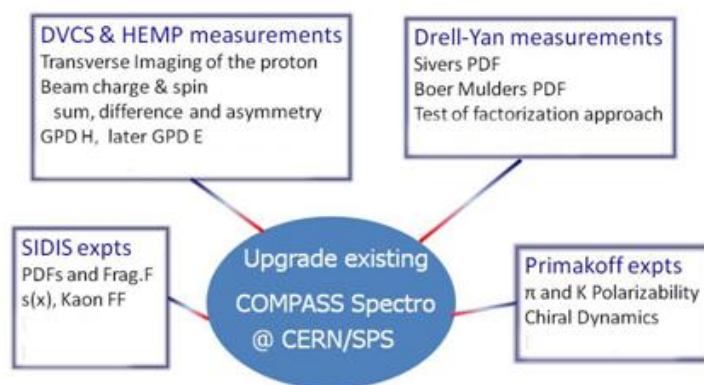 DVCS & HEMP measurements
Transverse Imaging of the proton
Beam charge & spin
sum, difference and asymmetry
GPD H, later GPD E
Drell-Yan measurements
Sivers PDF
Boer Mulders PDF
Test of factorization approach
SIDIS expts
PDFs and Frag.F
s(x), Kaon FF
Upgrade existing
COMPASS Spectro
@ CERN/SPS
Primakoff expts
π and K Polarizability
Chiral Dynamics